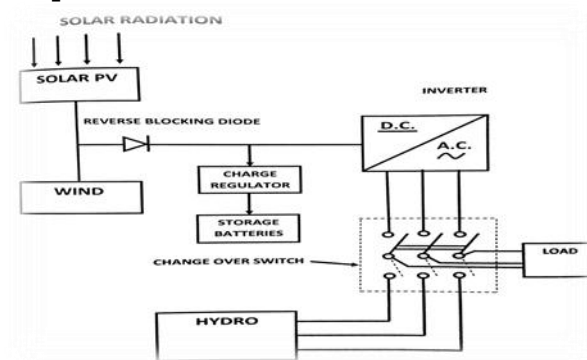 SOLAR RADIATION
SOLAR PV
INVERTER
REVERSE BLOCKING DIODE
D.C.
A.C.
WIND
CHARGE
REGULATOR
STORAGE
BATTERIES
CHANGE OVER SWITCH
LOAD
HYDRO